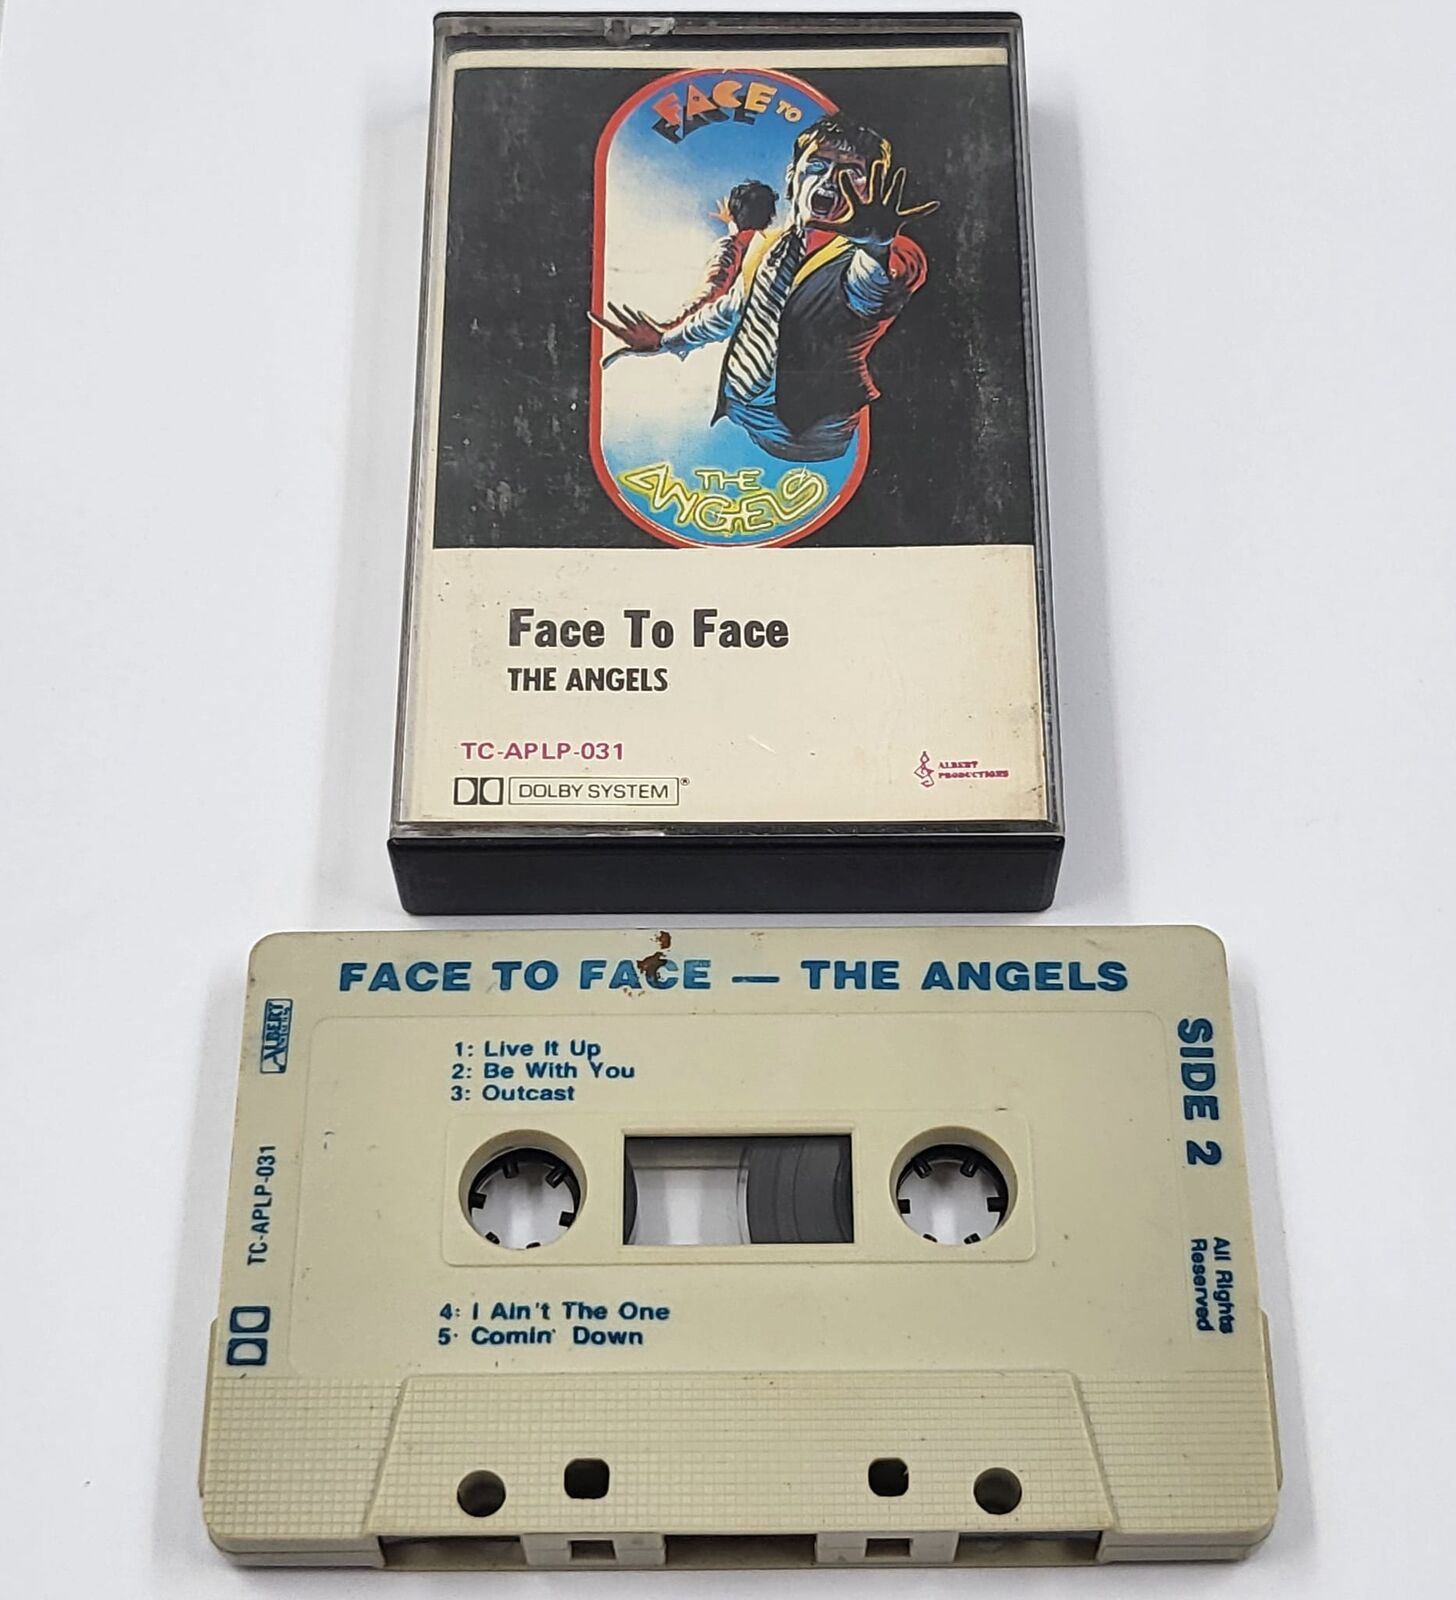 FACE TO
FACE
THE
ANGELS
Face To Face
THE ANGELS
TC-APLP-031
ALBERT
PRODUCTIONS
DOLBY SYSTEM®
FACE TO FACE — THE ANGELS
ALBERT
1: Live It Up
2: Be With You
3: Outcast
SIDE 2
TC-APLP-031
All Rights
Reserved
4: I Ain't The One
5· Comin' Down